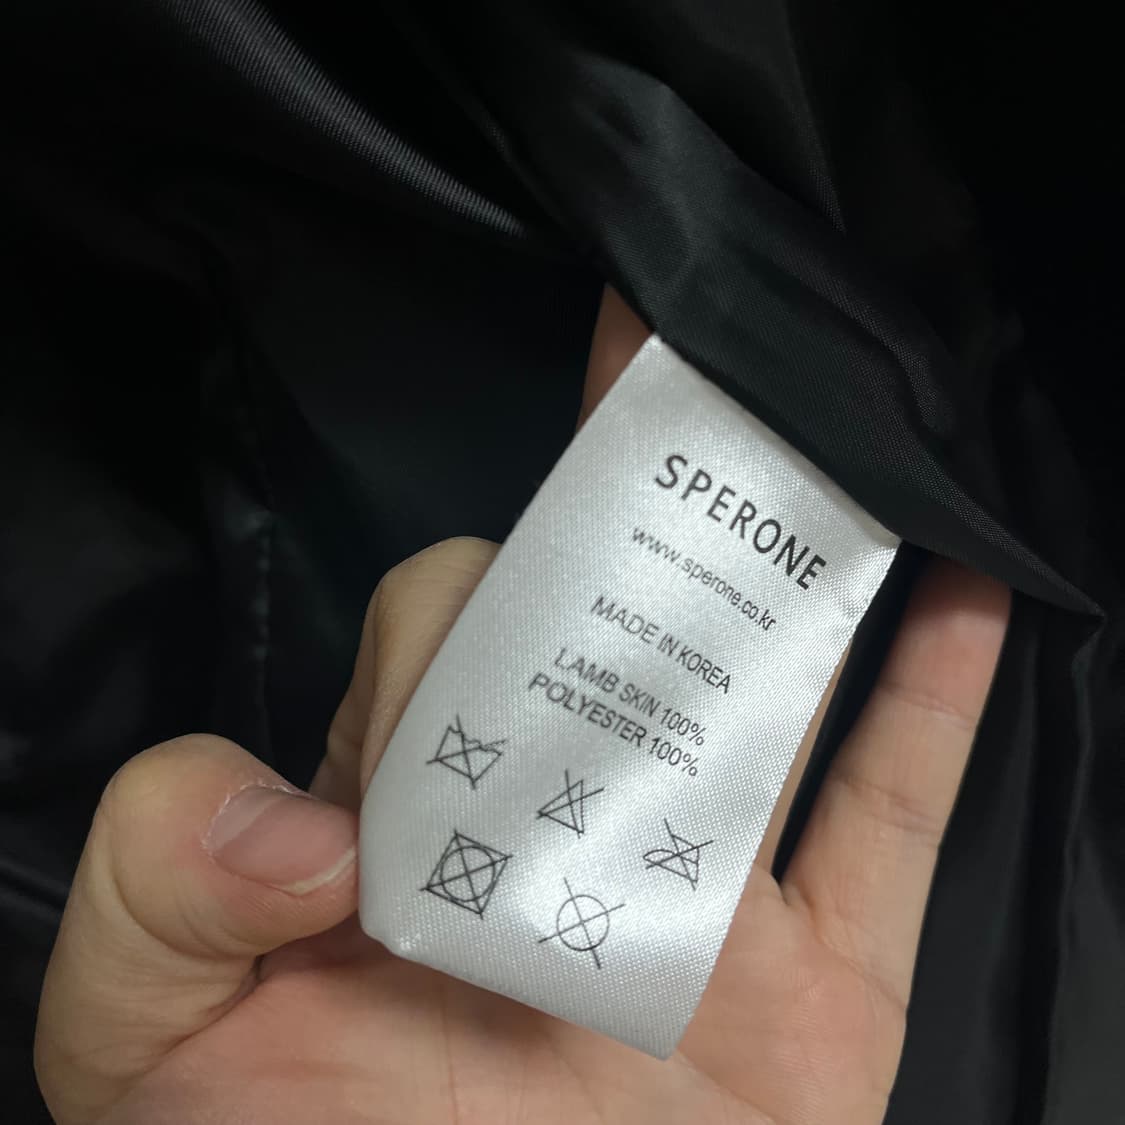 SPERONE
www.sperone.co.kr
MADE IN KOREA
LAMB SKIN 100%
POLYESTER 100%